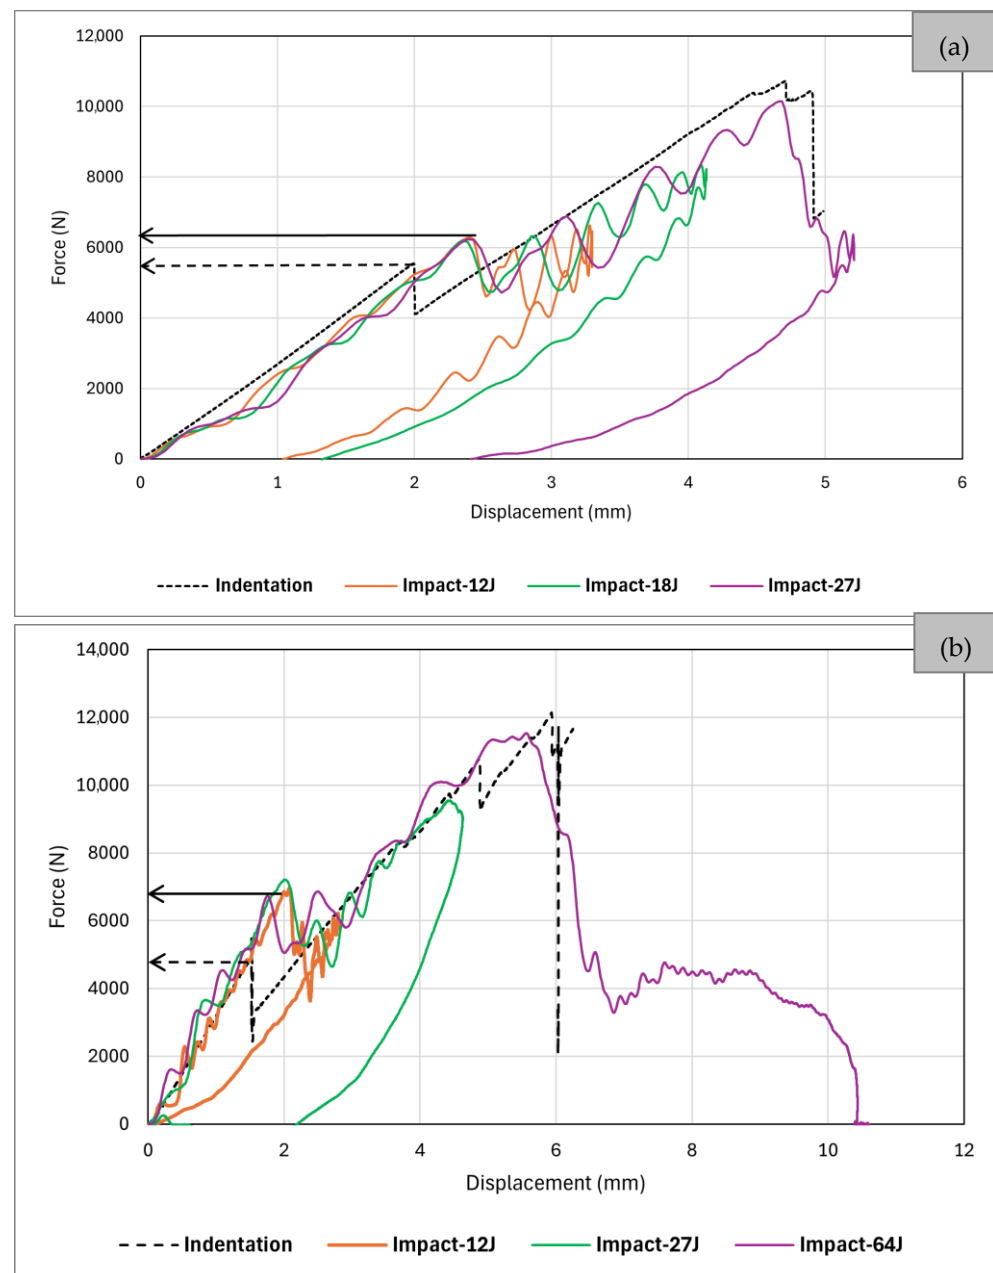 (a)
12,000
10,000
8000
6000
4000
2000
0
Force (N)
0 1 2 3 4 5 6
Displacement (mm)
Indentation Impact-12J Impact-18J Impact-27J
(b)
14,000
12,000
10,000
8000
6000
4000
2000
0
Force (N)
0 2 4 6 8 10 12
Displacement (mm)
Indentation Impact-12J Impact-27J Impact-64J